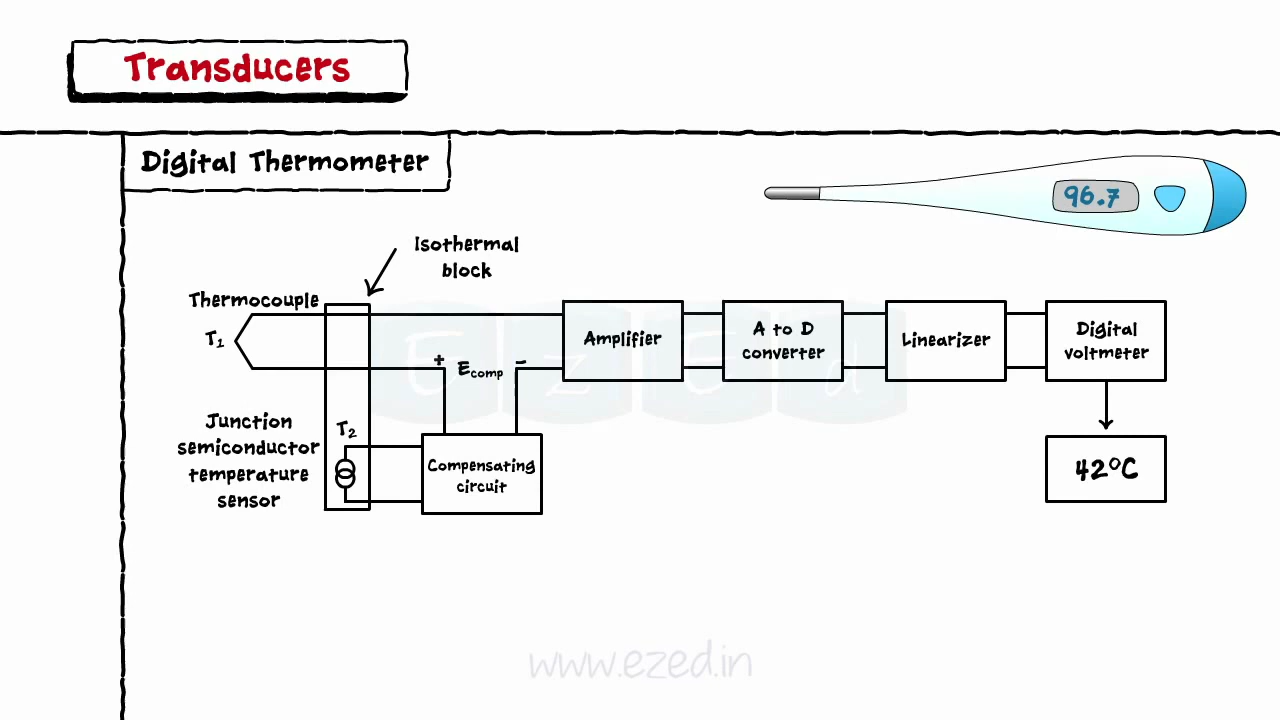 Transducers
Digital Thermometer
96.7
Isothermal
block
Thermocouple
T1
+
Ecomp
-
Amplifier
A to D
converter
Linearizer
Digital
voltmeter
Junction
semiconductor
temperature
sensor
T2
Compensating
circuit
42°C
EzEd
www.ezed.in